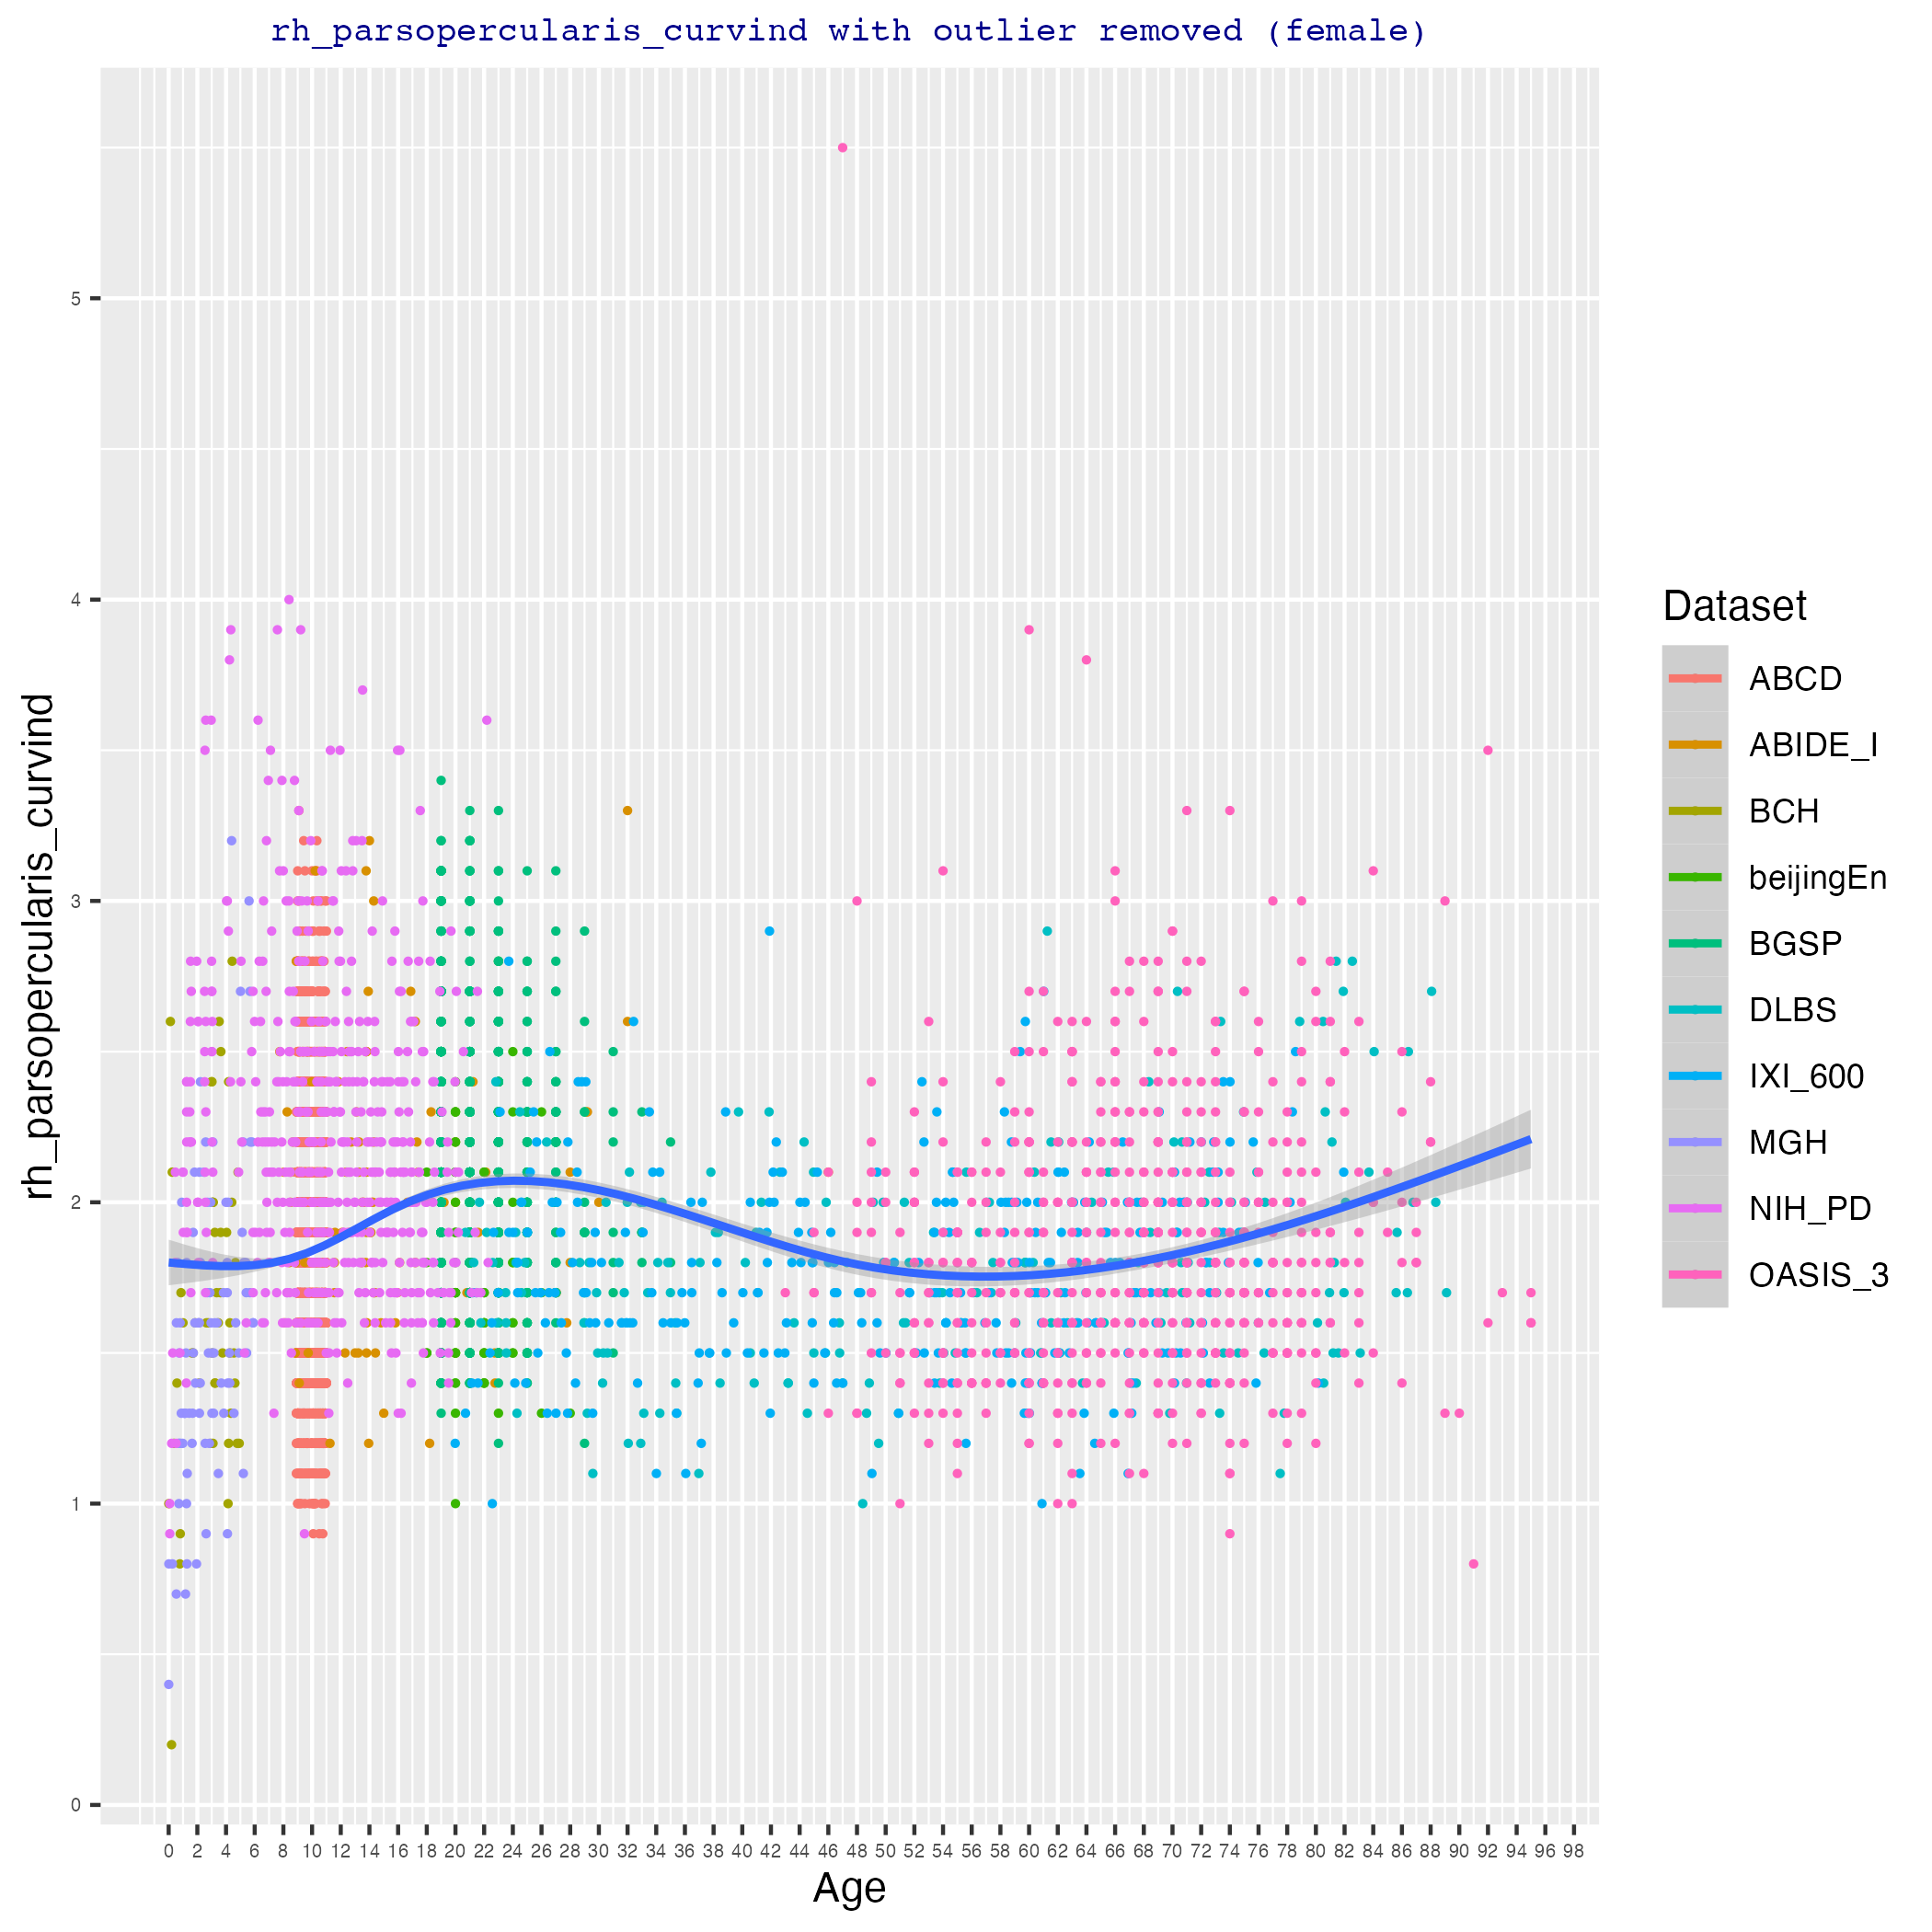 rh_parsopercularis_curvind with outlier removed (female)
rh_parsopercularis_curvind
5
4
3
2
1
0
0 2 4 6 8 10 12 14 16 18 20 22 24 26 28 30 32 34 36 38 40 42 44 46 48 50 52 54 56 58 60 62 64 66 68 70 72 74 76 78 80 82 84 86 88 90 92 94 96 98
Age
Dataset
ABCD
ABIDE_I
BCH
beijingEn
BGSP
DLBS
IXI_600
MGH
NIH_PD
OASIS_3